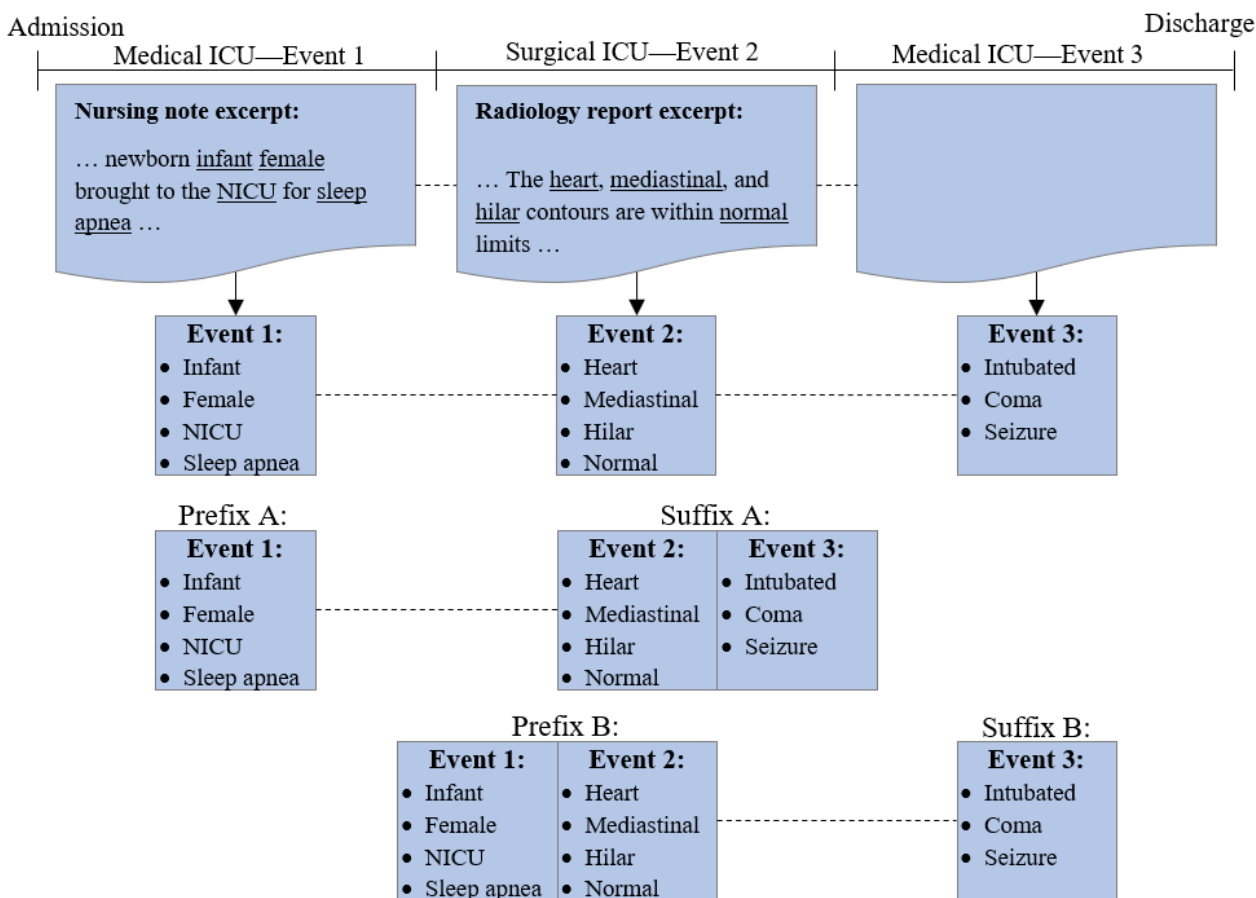 Admission
Discharge
Medical ICU—Event 1
Surgical ICU—Event 2
Medical ICU—Event 3
Nursing note excerpt:
… newborn infant female
brought to the NICU for sleep
apnea …
Radiology report excerpt:
… The heart, mediastinal, and
hilar contours are within normal
limits …
Event 1:
• Infant
• Female
• NICU
• Sleep apnea
Event 2:
• Heart
• Mediastinal
• Hilar
• Normal
Event 3:
• Intubated
• Coma
• Seizure
Prefix A:
Event 1:
• Infant
• Female
• NICU
• Sleep apnea
Suffix A:
Event 2:
• Heart
• Mediastinal
• Hilar
• Normal
Event 3:
• Intubated
• Coma
• Seizure
Prefix B:
Event 1:
• Infant
• Female
• NICU
• Sleep apnea
Event 2:
• Heart
• Mediastinal
• Hilar
• Normal
Suffix B:
Event 3:
• Intubated
• Coma
• Seizure